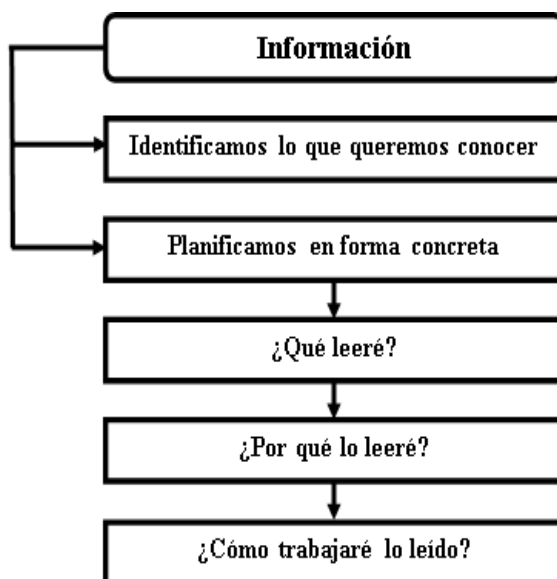 Información
Identificamos lo que queremos conocer
Planificamos en forma concreta
¿Qué leeré?
¿Por qué lo leeré?
¿Cómo trabajaré lo leído?